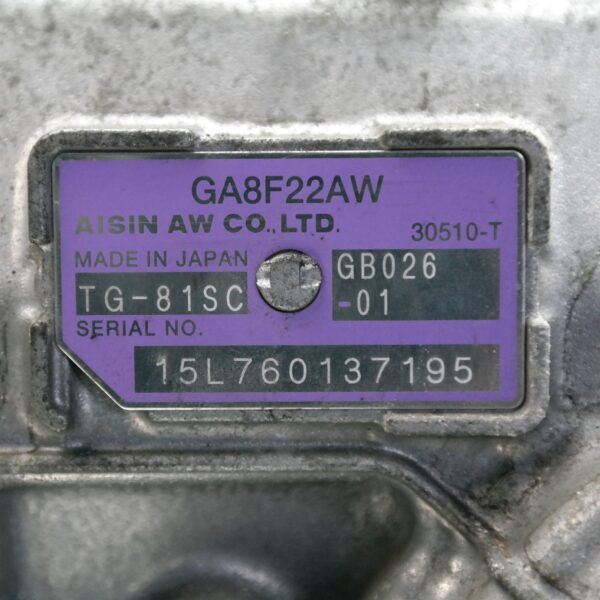 GA8F22AW
AISIN AW CO.,LTD.
30510-T
MADE IN JAPAN
GB026
TG-81SC
-01
SERIAL NO.
15L760137195